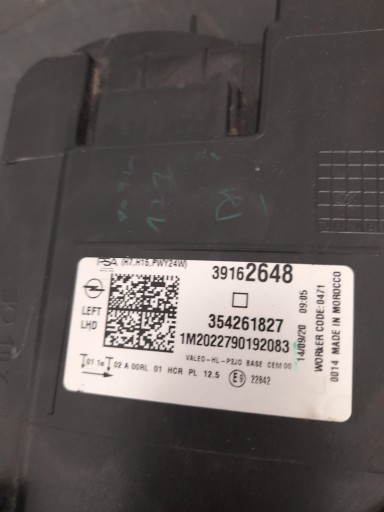 PSA (H7,H15,PWY24W)
39162648
LEFT
LHD
354261827
1M2022790192083
VALEO-HL-P2JO BASE CEM 00
01 1a 02 A 00RL 01 HCR PL 12.5 E9 22842
14/09/20 09:05
WORKER CODE:0471
0014 MADE IN MOROCCO